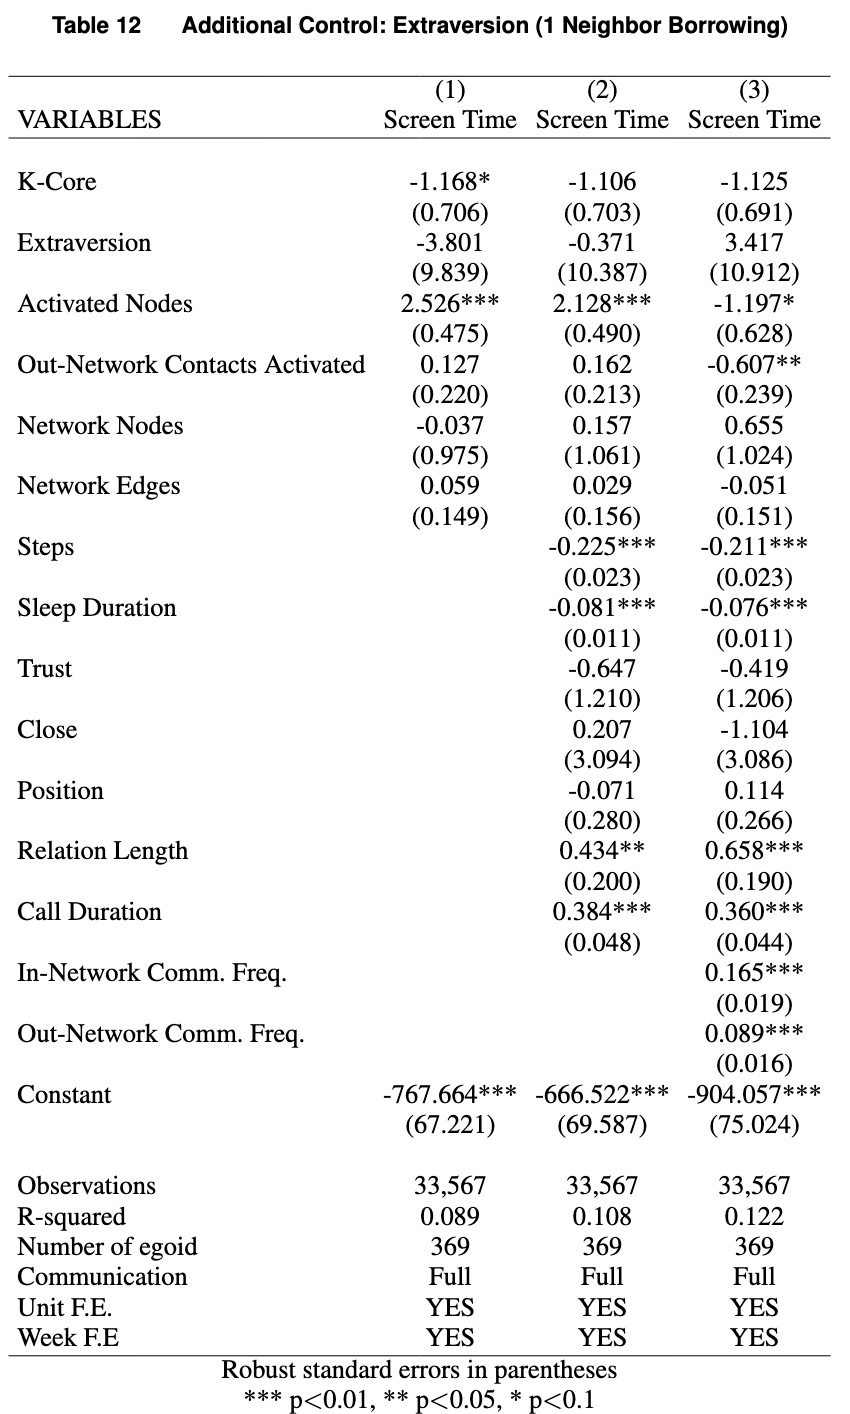 Table 12 Additional Control: Extraversion (1 Neighbor Borrowing)
(1) (2) (3)
VARIABLES Screen Time Screen Time Screen Time
K-Core -1.168* -1.106 -1.125
(0.706) (0.703) (0.691)
Extraversion -3.801 -0.371 3.417
(9.839) (10.387) (10.912)
Activated Nodes 2.526*** 2.128*** -1.197*
(0.475) (0.490) (0.628)
Out-Network Contacts Activated 0.127 0.162 -0.607**
(0.220) (0.213) (0.239)
Network Nodes -0.037 0.157 0.655
(0.975) (1.061) (1.024)
Network Edges 0.059 0.029 -0.051
(0.149) (0.156) (0.151)
Steps -0.225*** -0.211***
(0.023) (0.023)
Sleep Duration -0.081*** -0.076***
(0.011) (0.011)
Trust -0.647 -0.419
(1.210) (1.206)
Close 0.207 -1.104
(3.094) (3.086)
Position -0.071 0.114
(0.280) (0.266)
Relation Length 0.434** 0.658***
(0.200) (0.190)
Call Duration 0.384*** 0.360***
(0.048) (0.044)
In-Network Comm. Freq. 0.165***
(0.019)
Out-Network Comm. Freq. 0.089***
(0.016)
Constant -767.664*** -666.522*** -904.057***
(67.221) (69.587) (75.024)
Observations 33,567 33,567 33,567
R-squared 0.089 0.108 0.122
Number of egoid 369 369 369
Communication Full Full Full
Unit F.E. YES YES YES
Week F.E YES YES YES
Robust standard errors in parentheses
*** p<0.01, ** p<0.05, * p<0.1